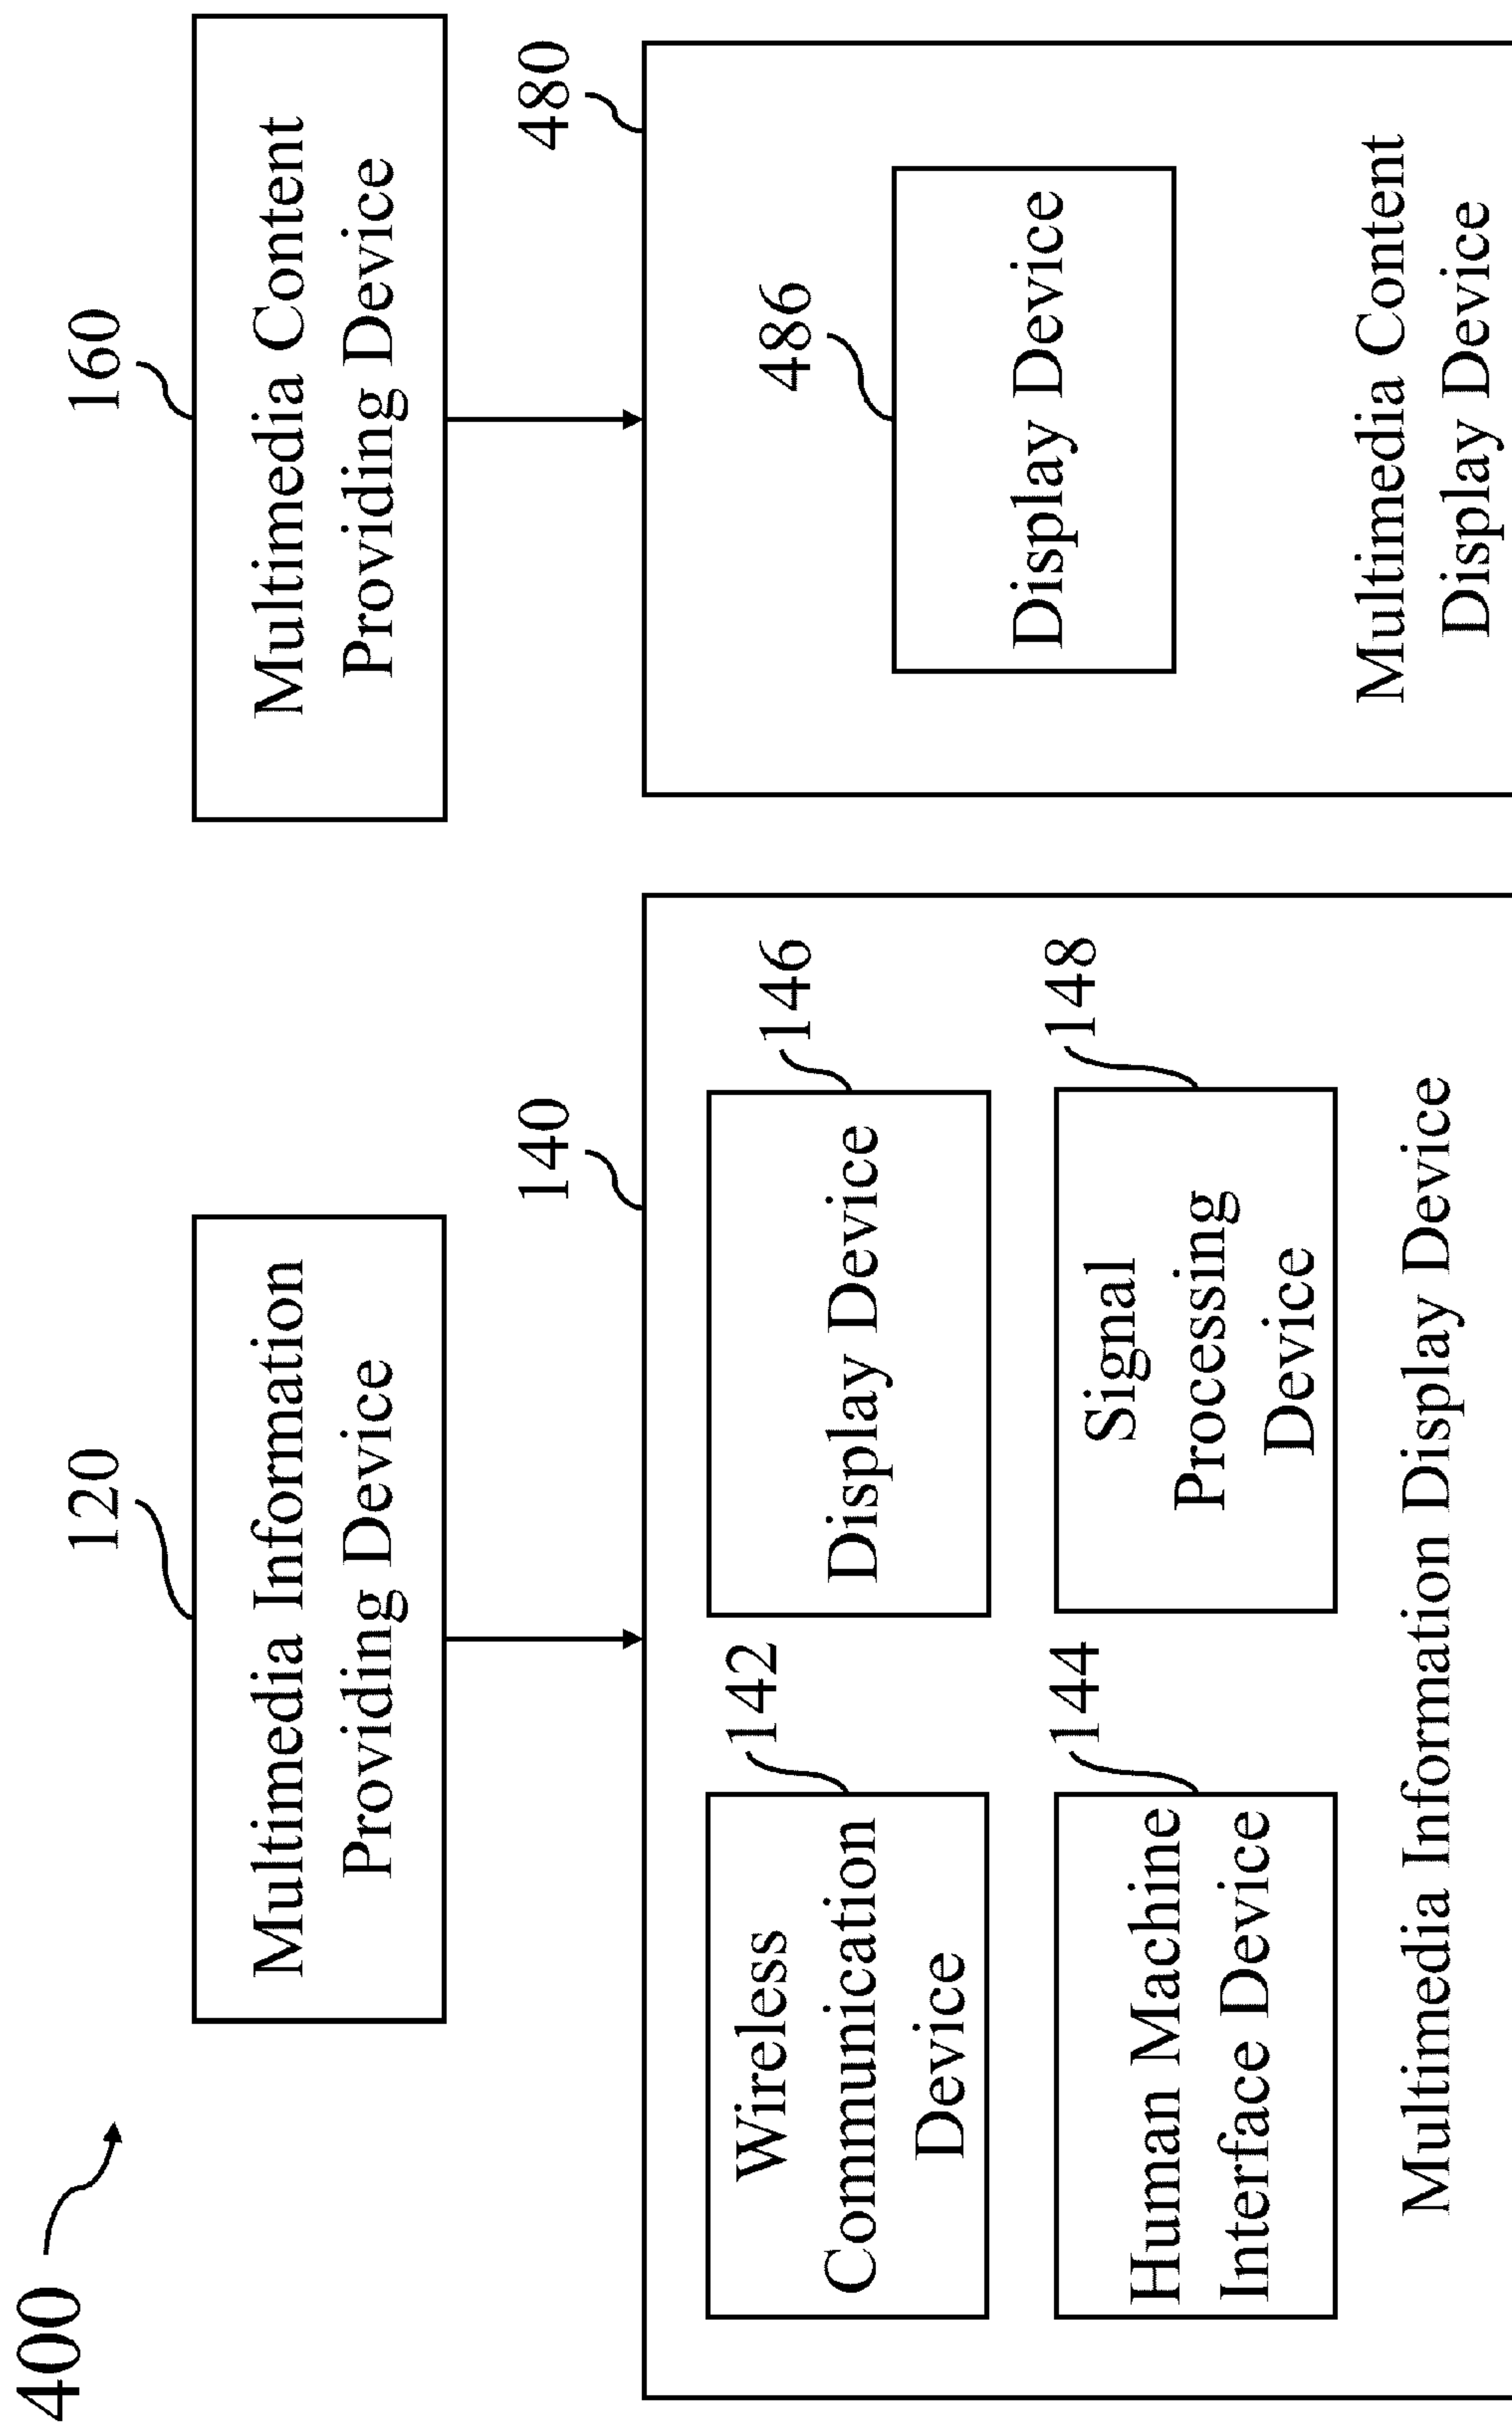 400
120
Multimedia Information
Providing Device
160
Multimedia Content
Providing Device
140
142
Wireless
Communication
Device
146
Display Device
144
Human Machine
Interface Device
148
Signal
Processing
Device
Multimedia Information Display Device
480
486
Display Device
Multimedia Content
Display Device